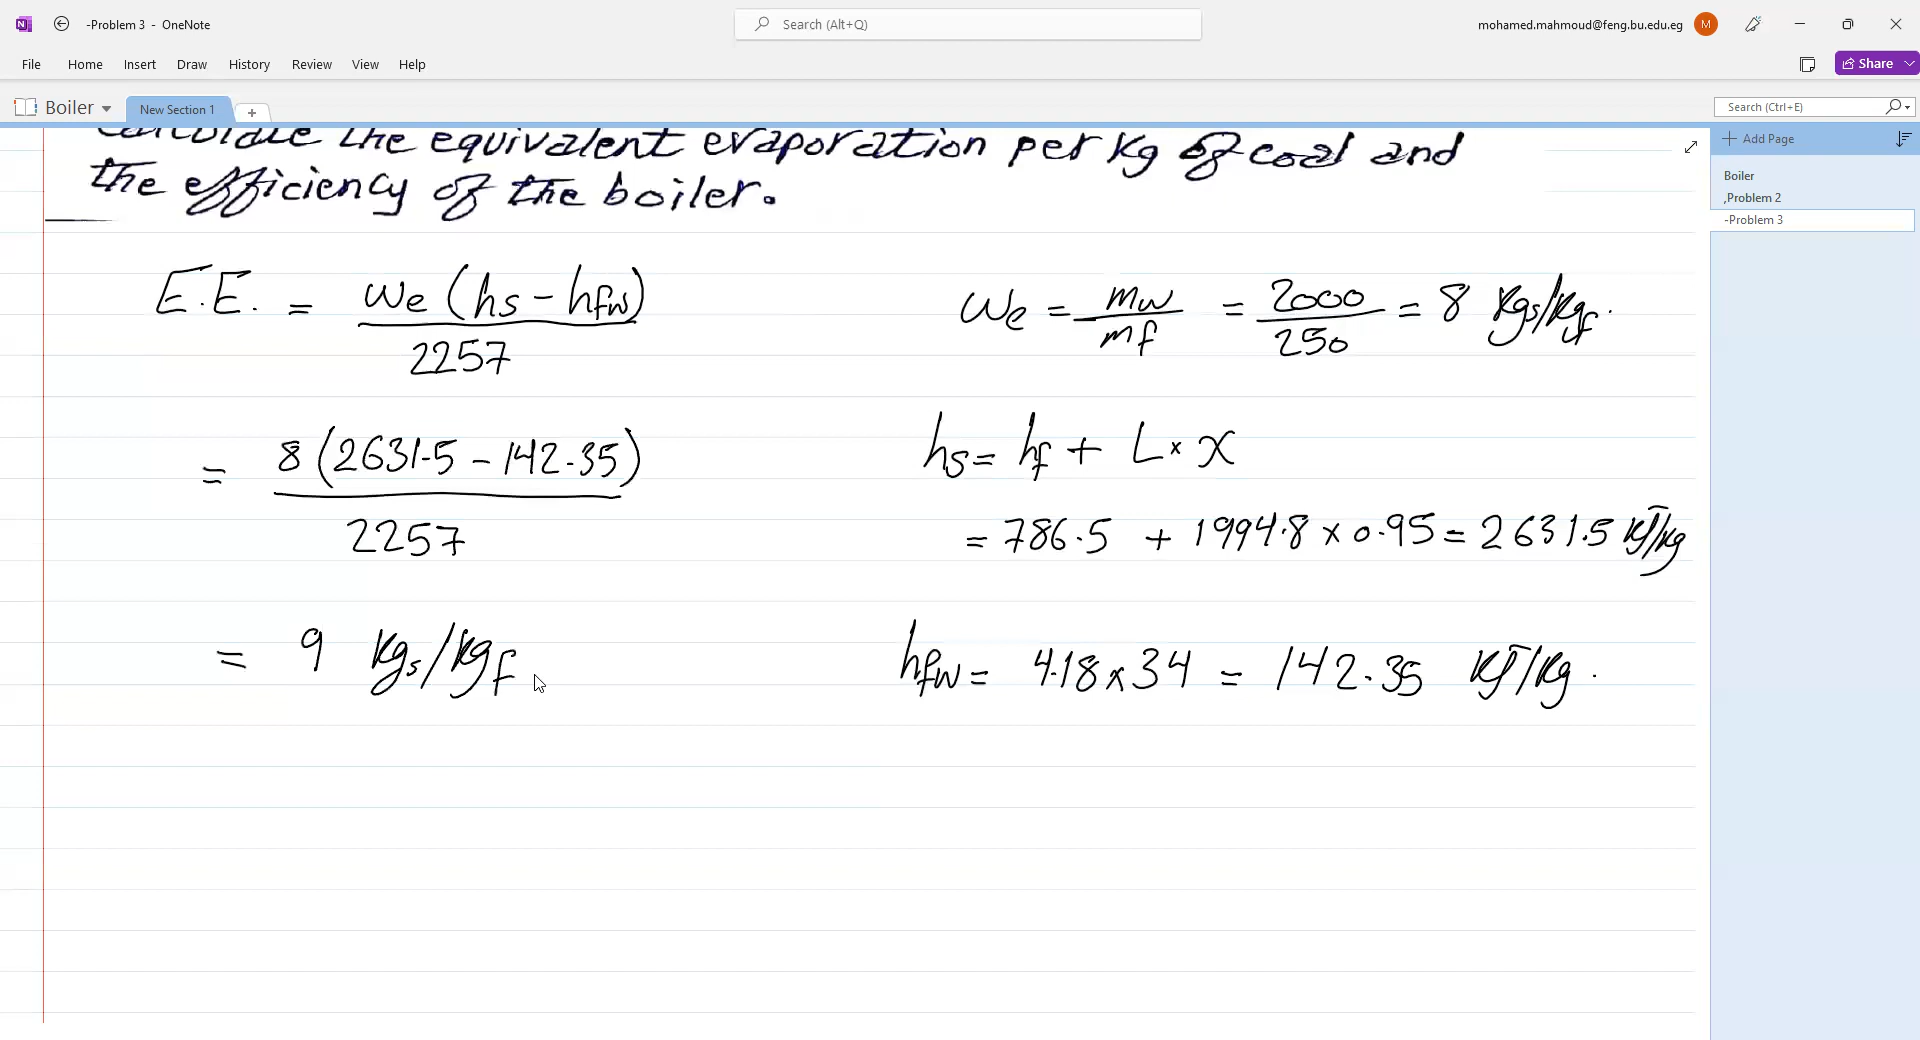 -Problem 3 - OneNote
Search (Alt+Q)
mohamed.mahmoud@feng.bu.edu.eg
M
File Home Insert Draw History Review View Help
Share
Boiler
New Section 1
+
Search (Ctrl+E)
Add Page
Boiler
,Problem 2
-Problem 3
Calculate the equivalent evaporation per kg of coal and
the efficiency of the boiler.
E.E. = We (hs - hfw) / 2257
= 8 (2631.5 - 142.35) / 2257
= 9 kgs/kgf
We = mw / mf = 2000 / 250 = 8 kgs/kgf.
hs = hf + L × x
= 786.5 + 1994.8 × 0.95 = 2631.5 kJ/kg
hfw = 4.18 × 34 = 142.35 kJ/kg.